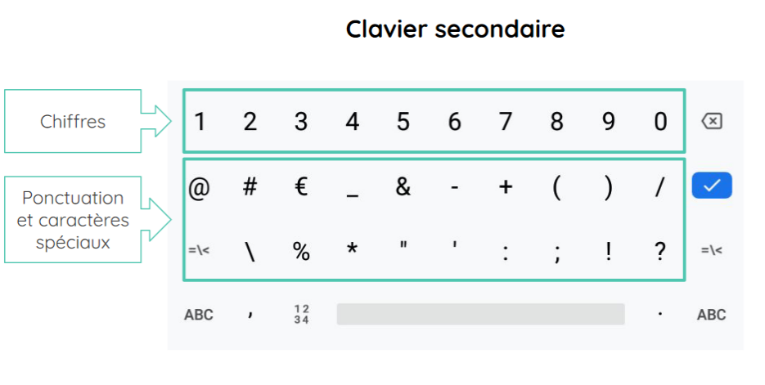 Clavier secondaire
Chiffres
1 2 3 4 5 6 7 8 9 0
Ponctuation
et caractères
spéciaux
@ # € _ & - + ( ) /
=\< \ % * " ' : ; ! ? =\<
ABC , 12 34 . ABC